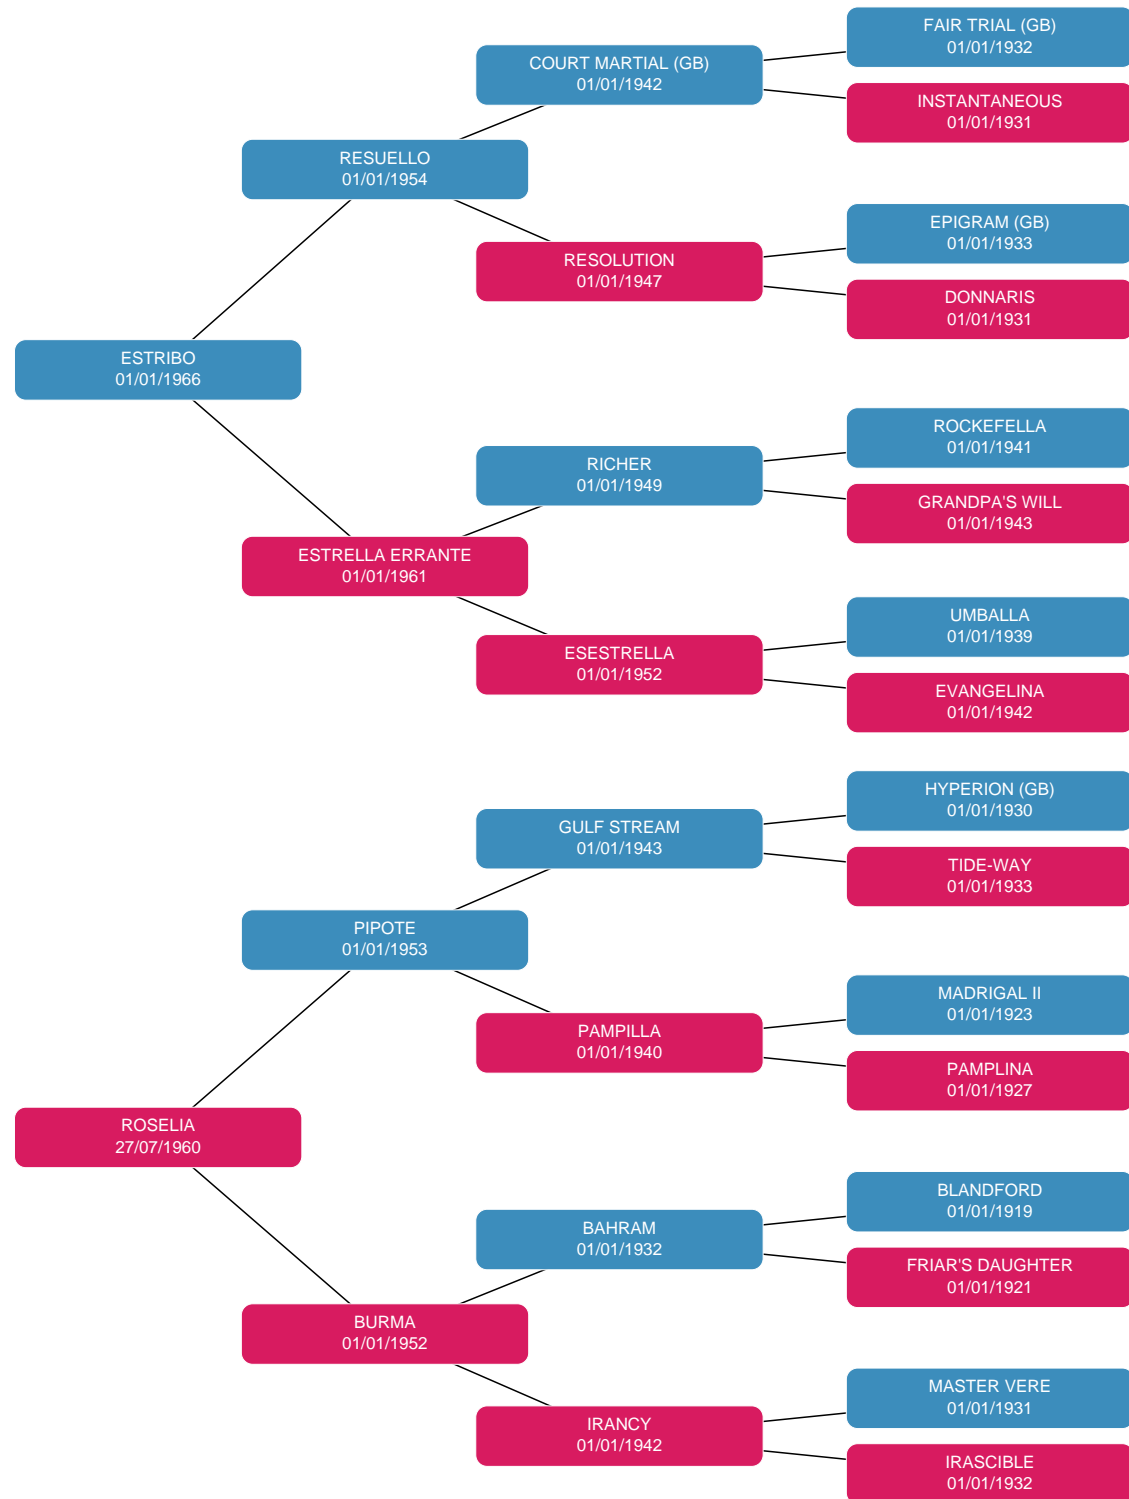 FAIR TRIAL (GB)
01/01/1932
COURT MARTIAL (GB)
01/01/1942
INSTANTANEOUS
01/01/1931
RESUELLO
01/01/1954
EPIGRAM (GB)
01/01/1933
RESOLUTION
01/01/1947
DONNARIS
01/01/1931
ESTRIBO
01/01/1966
ROCKEFELLA
01/01/1941
RICHER
01/01/1949
GRANDPA'S WILL
01/01/1943
ESTRELLA ERRANTE
01/01/1961
UMBALLA
01/01/1939
ESESTRELLA
01/01/1952
EVANGELINA
01/01/1942
HYPERION (GB)
01/01/1930
GULF STREAM
01/01/1943
TIDE-WAY
01/01/1933
PIPOTE
01/01/1953
MADRIGAL II
01/01/1923
PAMPILLA
01/01/1940
PAMPLINA
01/01/1927
ROSELIA
27/07/1960
BLANDFORD
01/01/1919
BAHRAM
01/01/1932
FRIAR'S DAUGHTER
01/01/1921
BURMA
01/01/1952
MASTER VERE
01/01/1931
IRANCY
01/01/1942
IRASCIBLE
01/01/1932